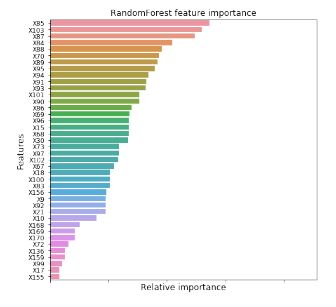 RandomForest feature importance
X85
X103
X87
X84
X88
X70
X89
X95
X94
X91
X93
X101
X90
X86
X69
X96
X15
X68
X30
X73
X97
X102
X67
X18
X100
X83
X156
X9
X92
X21
X10
X168
X169
X170
X72
X136
X159
X99
X17
X155
Features
Relative importance